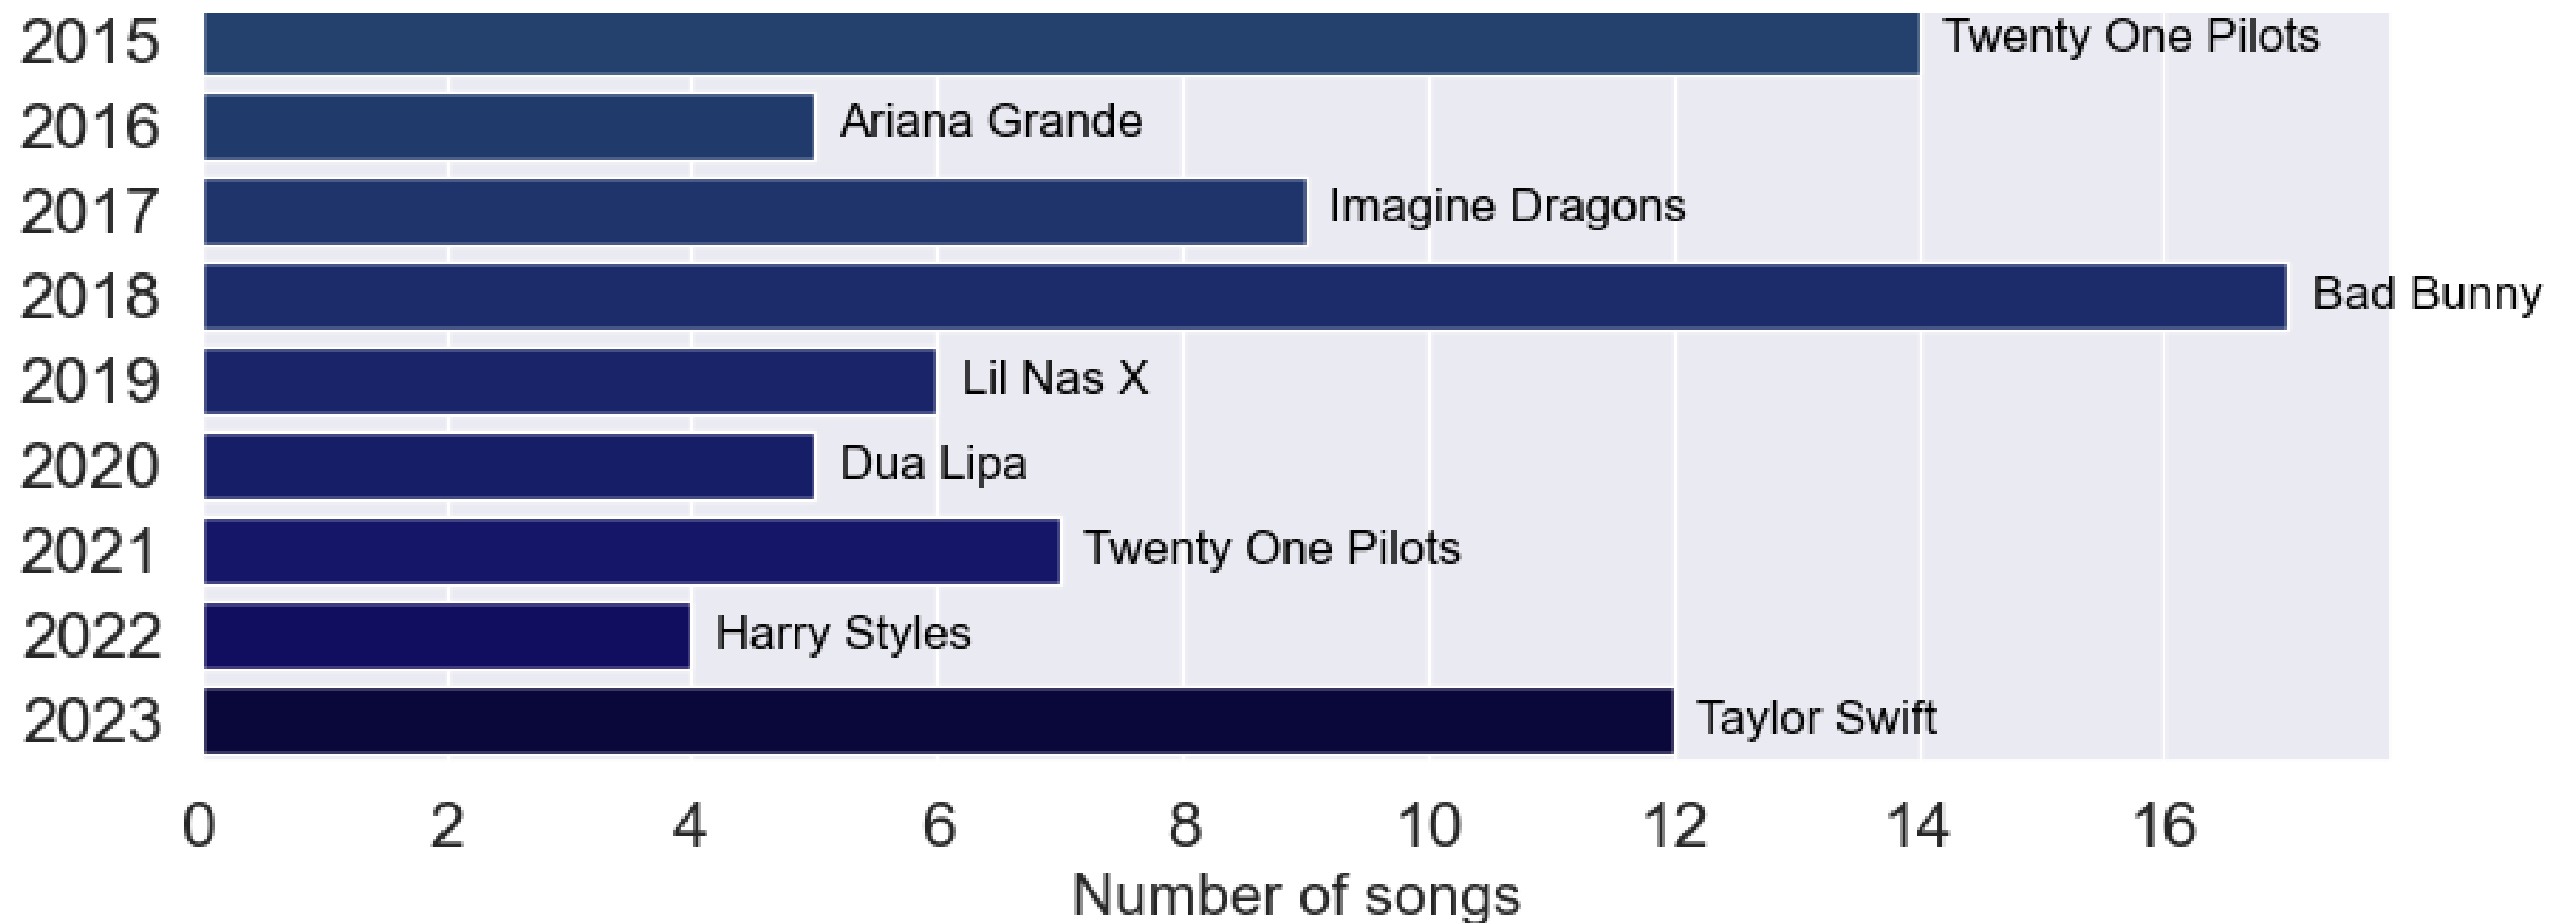 2015 Twenty One Pilots
2016 Ariana Grande
2017 Imagine Dragons
2018 Bad Bunny
2019 Lil Nas X
2020 Dua Lipa
2021 Twenty One Pilots
2022 Harry Styles
2023 Taylor Swift
0 2 4 6 8 10 12 14 16
Number of songs